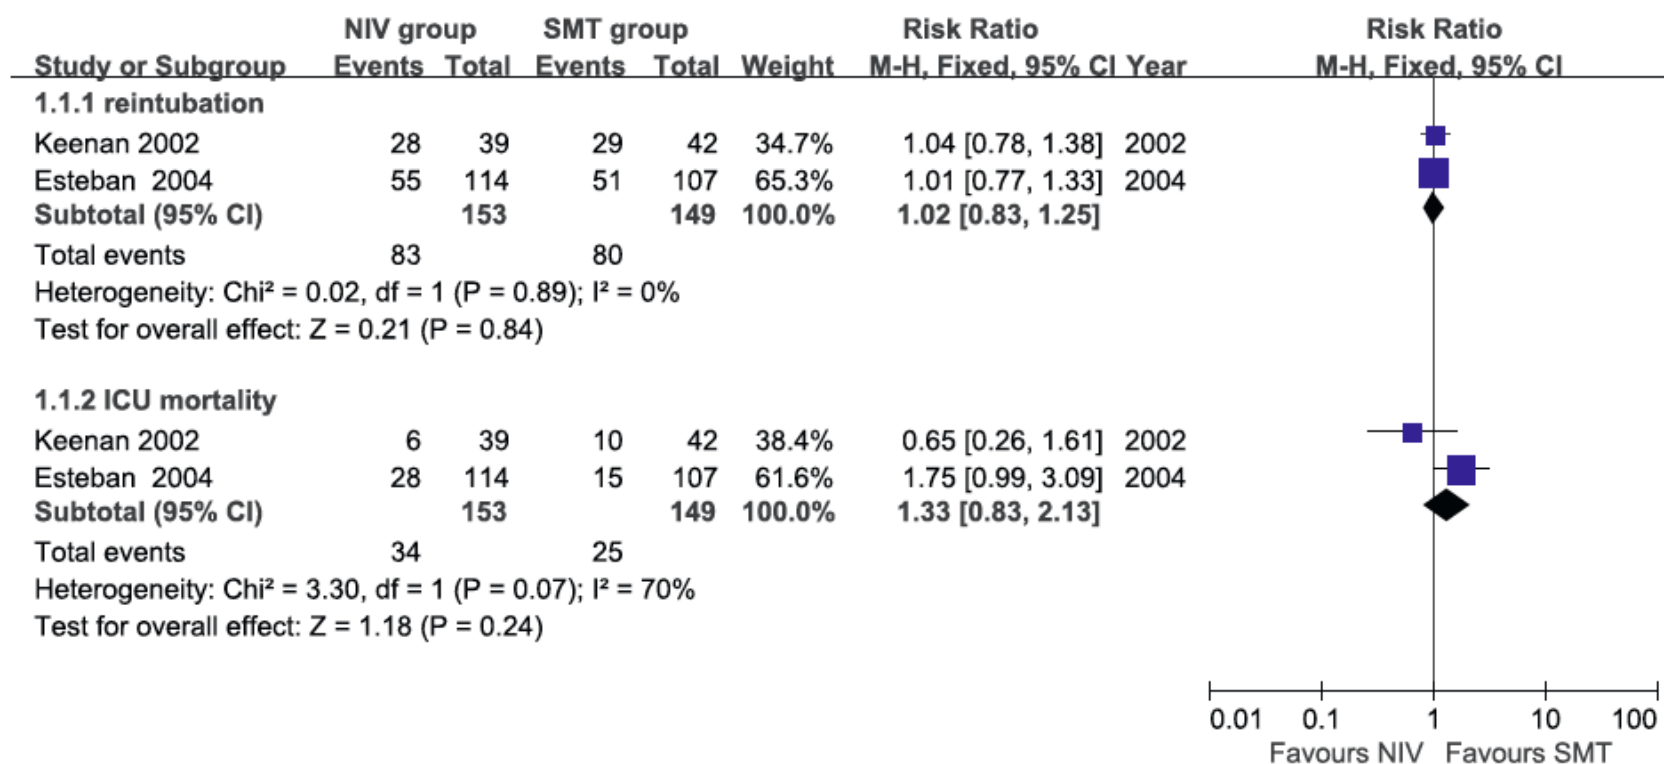 NIV group SMT group Risk Ratio Risk Ratio
Study or Subgroup Events Total Events Total Weight M-H, Fixed, 95% CI Year M-H, Fixed, 95% CI
1.1.1 reintubation
Keenan 2002 28 39 29 42 34.7% 1.04 [0.78, 1.38] 2002
Esteban 2004 55 114 51 107 65.3% 1.01 [0.77, 1.33] 2004
Subtotal (95% CI) 153 149 100.0% 1.02 [0.83, 1.25]
Total events 83 80
Heterogeneity: Chi² = 0.02, df = 1 (P = 0.89); I² = 0%
Test for overall effect: Z = 0.21 (P = 0.84)
1.1.2 ICU mortality
Keenan 2002 6 39 10 42 38.4% 0.65 [0.26, 1.61] 2002
Esteban 2004 28 114 15 107 61.6% 1.75 [0.99, 3.09] 2004
Subtotal (95% CI) 153 149 100.0% 1.33 [0.83, 2.13]
Total events 34 25
Heterogeneity: Chi² = 3.30, df = 1 (P = 0.07); I² = 70%
Test for overall effect: Z = 1.18 (P = 0.24)
0.01 0.1 1 10 100
Favours NIV Favours SMT